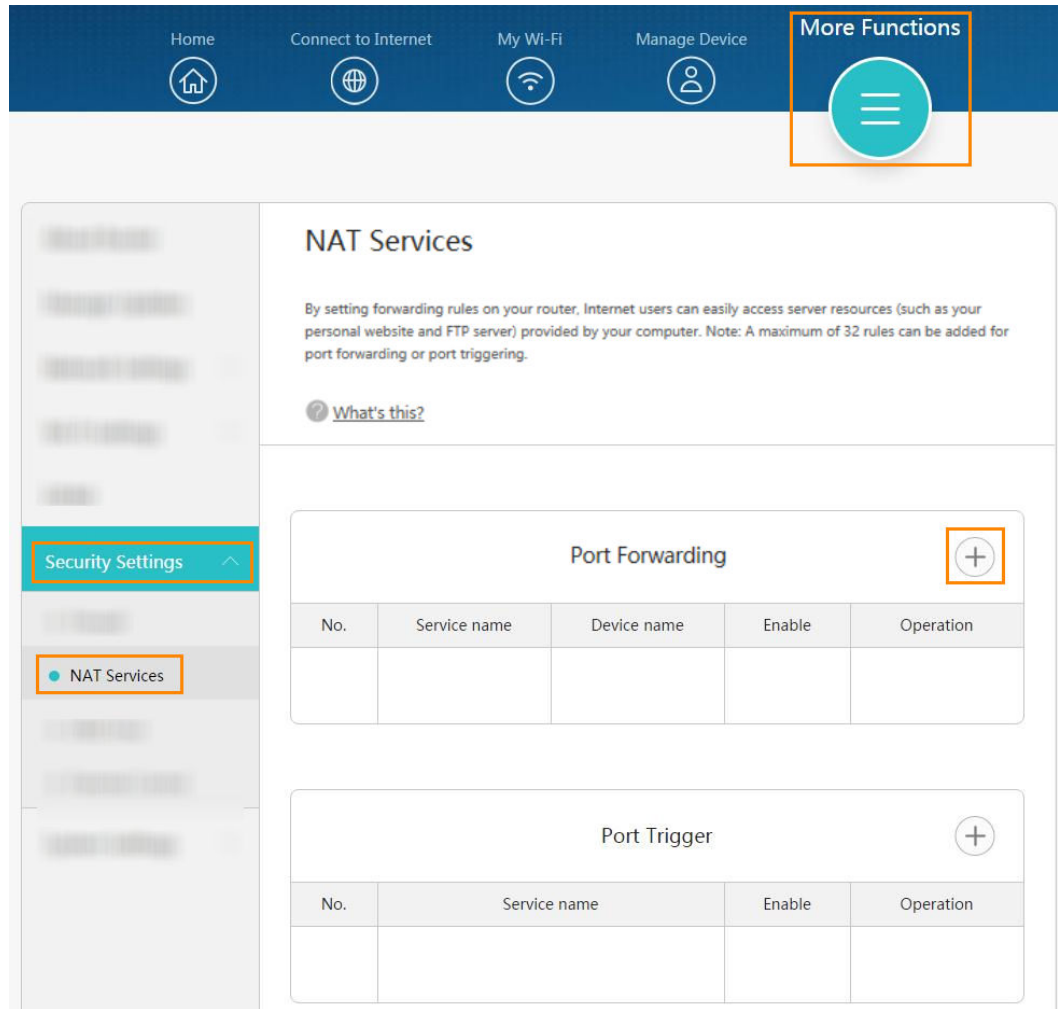 Home
Connect to Internet
My Wi-Fi
Manage Device
More Functions
NAT Services
By setting forwarding rules on your router, Internet users can easily access server resources (such as your
personal website and FTP server) provided by your computer. Note: A maximum of 32 rules can be added for
port forwarding or port triggering.
What's this?
Security Settings
NAT Services
Port Forwarding
No. Service name Device name Enable Operation
Port Trigger
No. Service name Enable Operation